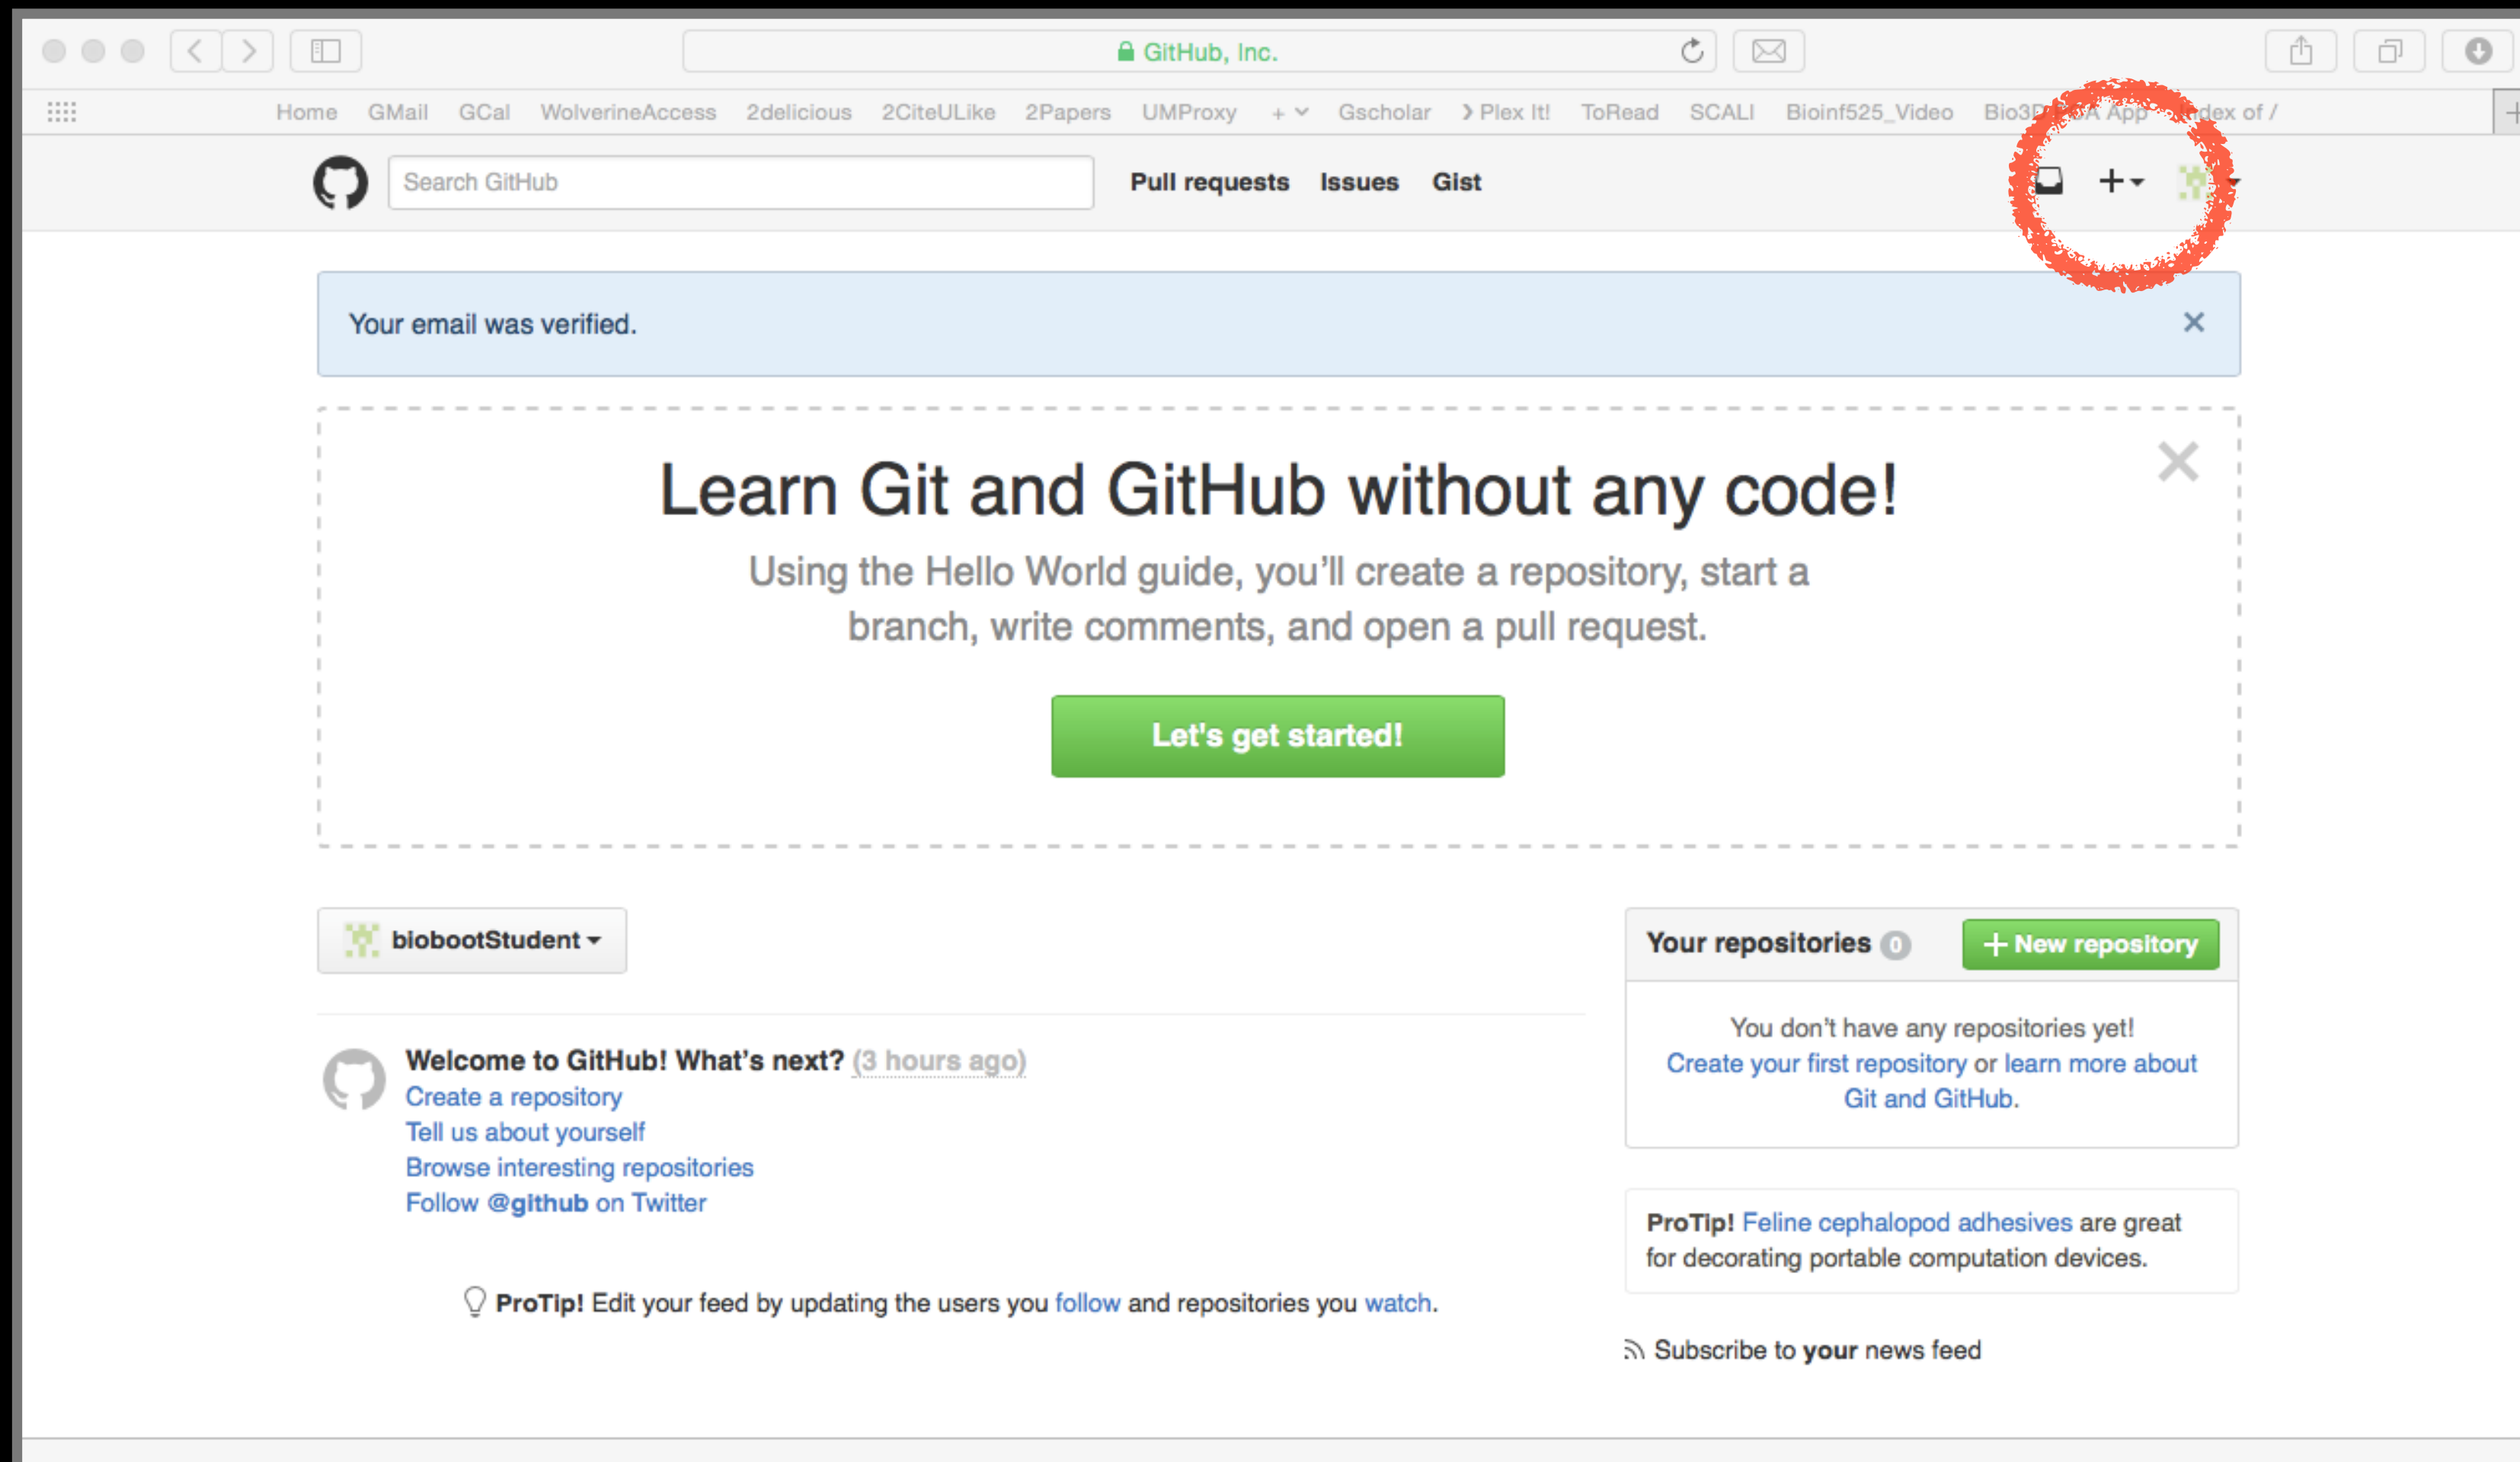 GitHub, Inc.
Home GMail GCal WolverineAccess 2delicious 2CiteULike 2Papers UMProxy + Gscholar > Plex It! ToRead SCALI Bioinf525_Video App of /
Search GitHub Pull requests Issues Gist
Your email was verified.
Learn Git and GitHub without any code!
Using the Hello World guide, you'll create a repository, start a
branch, write comments, and open a pull request.
Let's get started!
biobootStudent
Your repositories 0 + New repository
You don't have any repositories yet!
Create your first repository or learn more about
Git and GitHub.
Welcome to GitHub! What's next? (3 hours ago)
Create a repository
Tell us about yourself
Browse interesting repositories
Follow @github on Twitter
ProTip! Feline cephalopod adhesives are great
for decorating portable computation devices.
ProTip! Edit your feed by updating the users you follow and repositories you watch.
Subscribe to your news feed